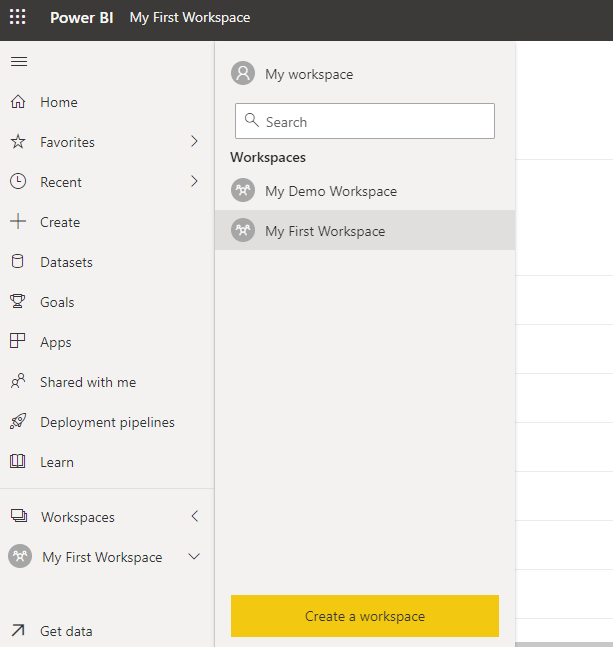 Power BI My First Workspace
Home
Favorites
Recent
Create
Datasets
Goals
Apps
Shared with me
Deployment pipelines
Learn
Workspaces
My First Workspace
Get data
My workspace
Search
Workspaces
My Demo Workspace
My First Workspace
Create a workspace